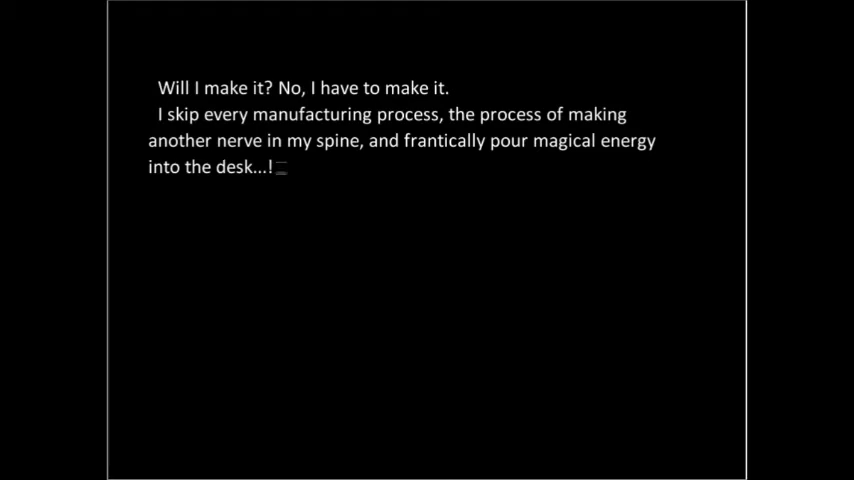 Will I make it? No, I have to make it.
I skip every manufacturing process, the process of making
another nerve in my spine, and frantically pour magical energy
into the desk...!